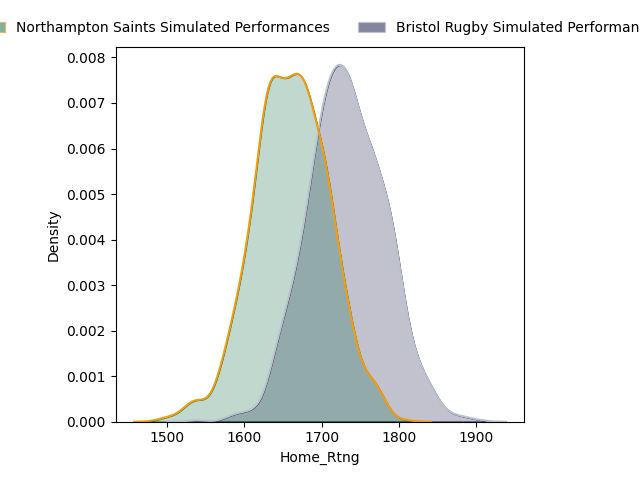 Northampton Saints Simulated Performances
Bristol Rugby Simulated
0.008
0.007
0.006
0.005
0.004
0.003
0.002
0.001
0.000
Density
1500 1600 1700 1800 1900
Home_Rtng